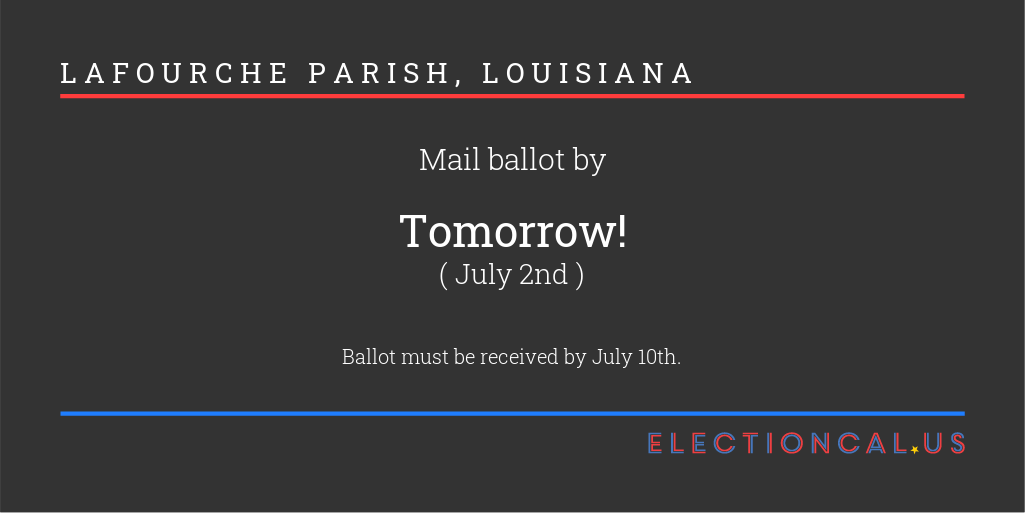 LAFOURCHE PARISH, LOUISIANA
Mail ballot by
Tomorrow!
( July 2nd )
Ballot must be received by July 10th.
ELECTIONCAL.US